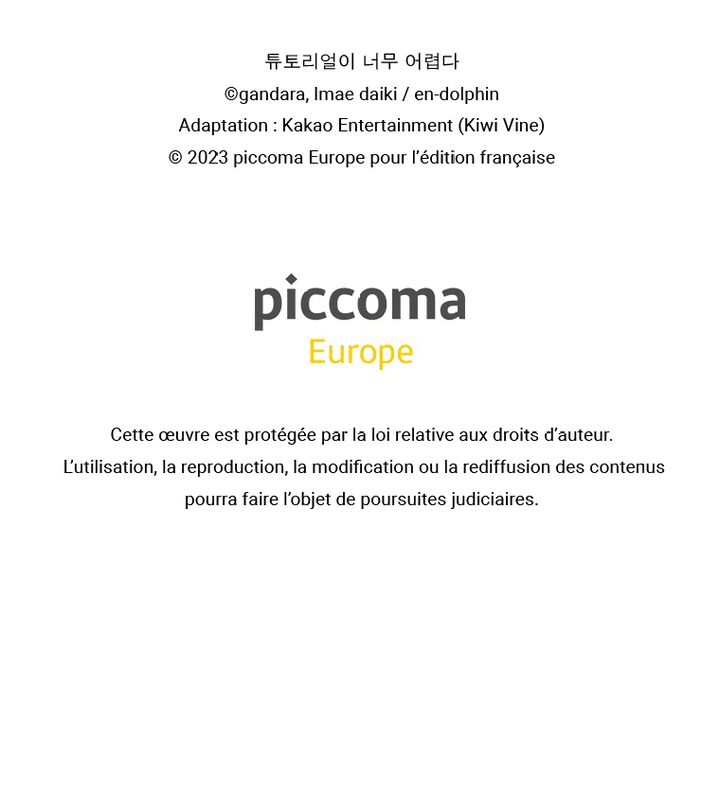 튜토리얼이 너무 어렵다
©gandara, Imae daiki / en-dolphin
Adaptation : Kakao Entertainment (Kiwi Vine)
© 2023 piccoma Europe pour l’édition française
piccoma
Europe
Cette œuvre est protégée par la loi relative aux droits d’auteur.
L’utilisation, la reproduction, la modification ou la rediffusion des contenus
pourra faire l’objet de poursuites judiciaires.